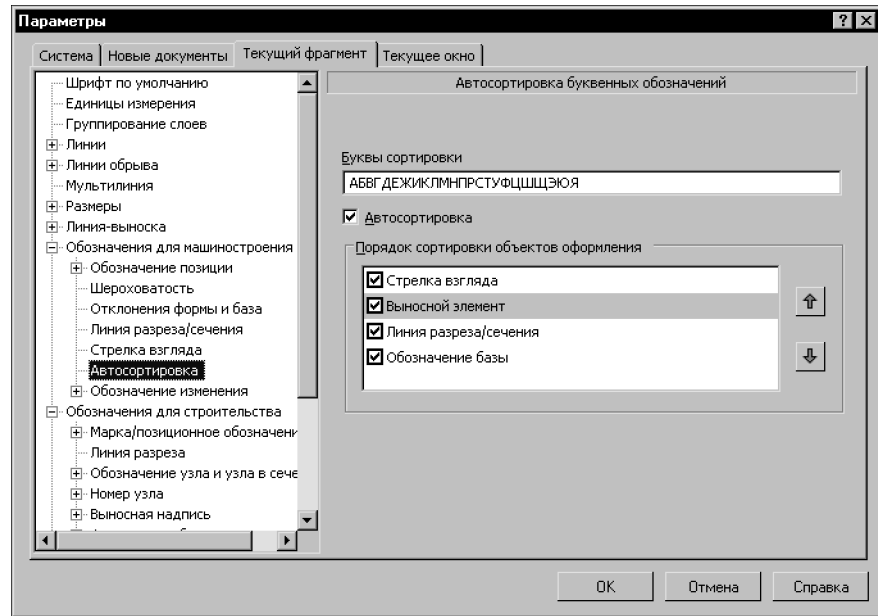 Параметры
Система
Новые документы
Текущий фрагмент
Текущее окно
Шрифт по умолчанию
Единицы измерения
Группирование слоев
Линии
Линии обрыва
Мультилиния
Размеры
Линия-выноска
Обозначения для машиностроения
Обозначение позиции
Шероховатость
Отклонения формы и база
Линия разреза/сечения
Стрелка взгляда
Автосортировка
Обозначение изменения
Обозначения для строительства
Марка/позиционное обозначени
Линия разреза
Обозначение узла и узла в сече
Номер узла
Выносная надпись
Автосортировка буквенных обозначений
Буквы сортировки
АБВГДЕЖИКЛМНПРСТУФЦШЩЭЮЯ
Автосортировка
Порядок сортировки объектов оформления
Стрелка взгляда
Выносной элемент
Линия разреза/сечения
Обозначение базы
OK
Отмена
Справка